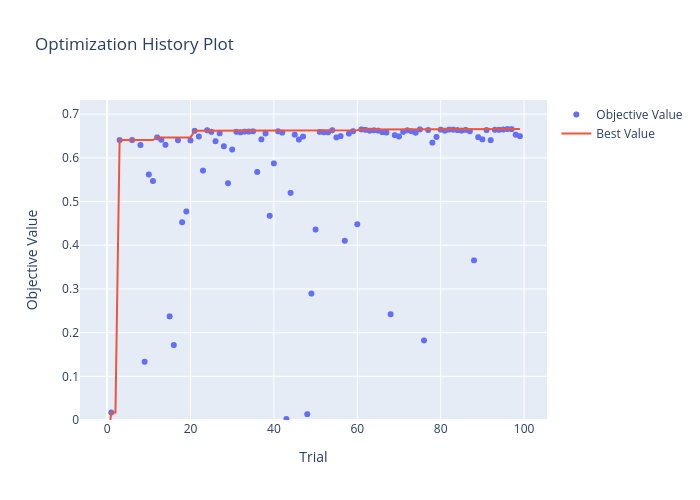 Optimization History Plot
Objective Value
Best Value
0.7
0.6
0.5
0.4
0.3
0.2
0.1
0
Objective Value
0 20 40 60 80 100
Trial